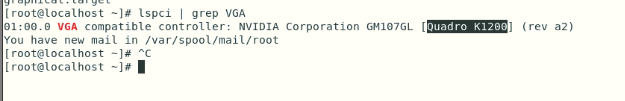 graphical.target
[root@localhost ~]# lspci | grep VGA
01:00.0 VGA compatible controller: NVIDIA Corporation GM107GL [Quadro K1200] (rev a2)
You have new mail in /var/spool/mail/root
[root@localhost ~]# ^C
[root@localhost ~]#